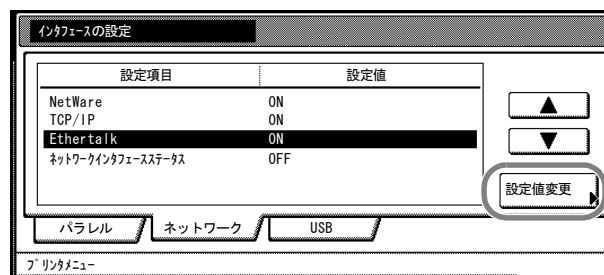 ｲﾝﾀﾌｪｰｽの設定
設定項目 設定値
NetWare ON
TCP/IP ON
Ethertalk ON
ﾈｯﾄﾜｰｸｲﾝﾀﾌｪｰｽｽﾃｰﾀｽ OFF
▲
▼
設定値変更
パラレル ネットワーク USB
ﾌﾟﾘﾝﾀﾒﾆｭｰ